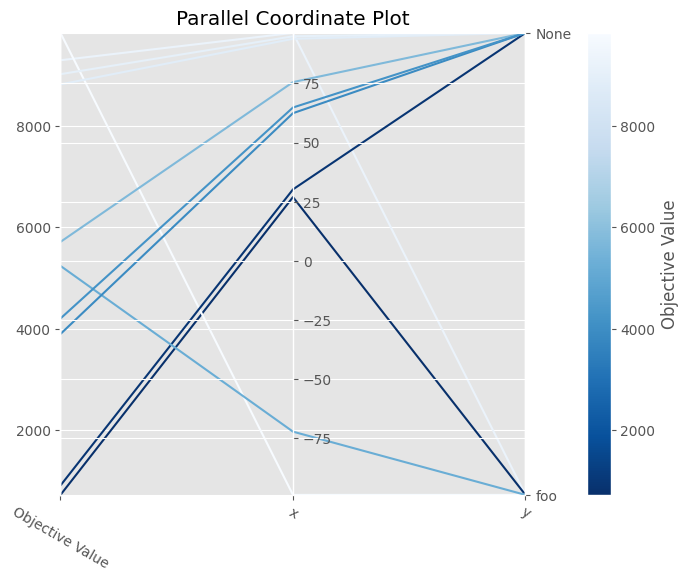 Parallel Coordinate Plot
None
75
8000
8000
50
25
6000
6000
0
Objective Value
−25
4000
4000
−50
2000
2000
−75
foo
Objective Value
x
y